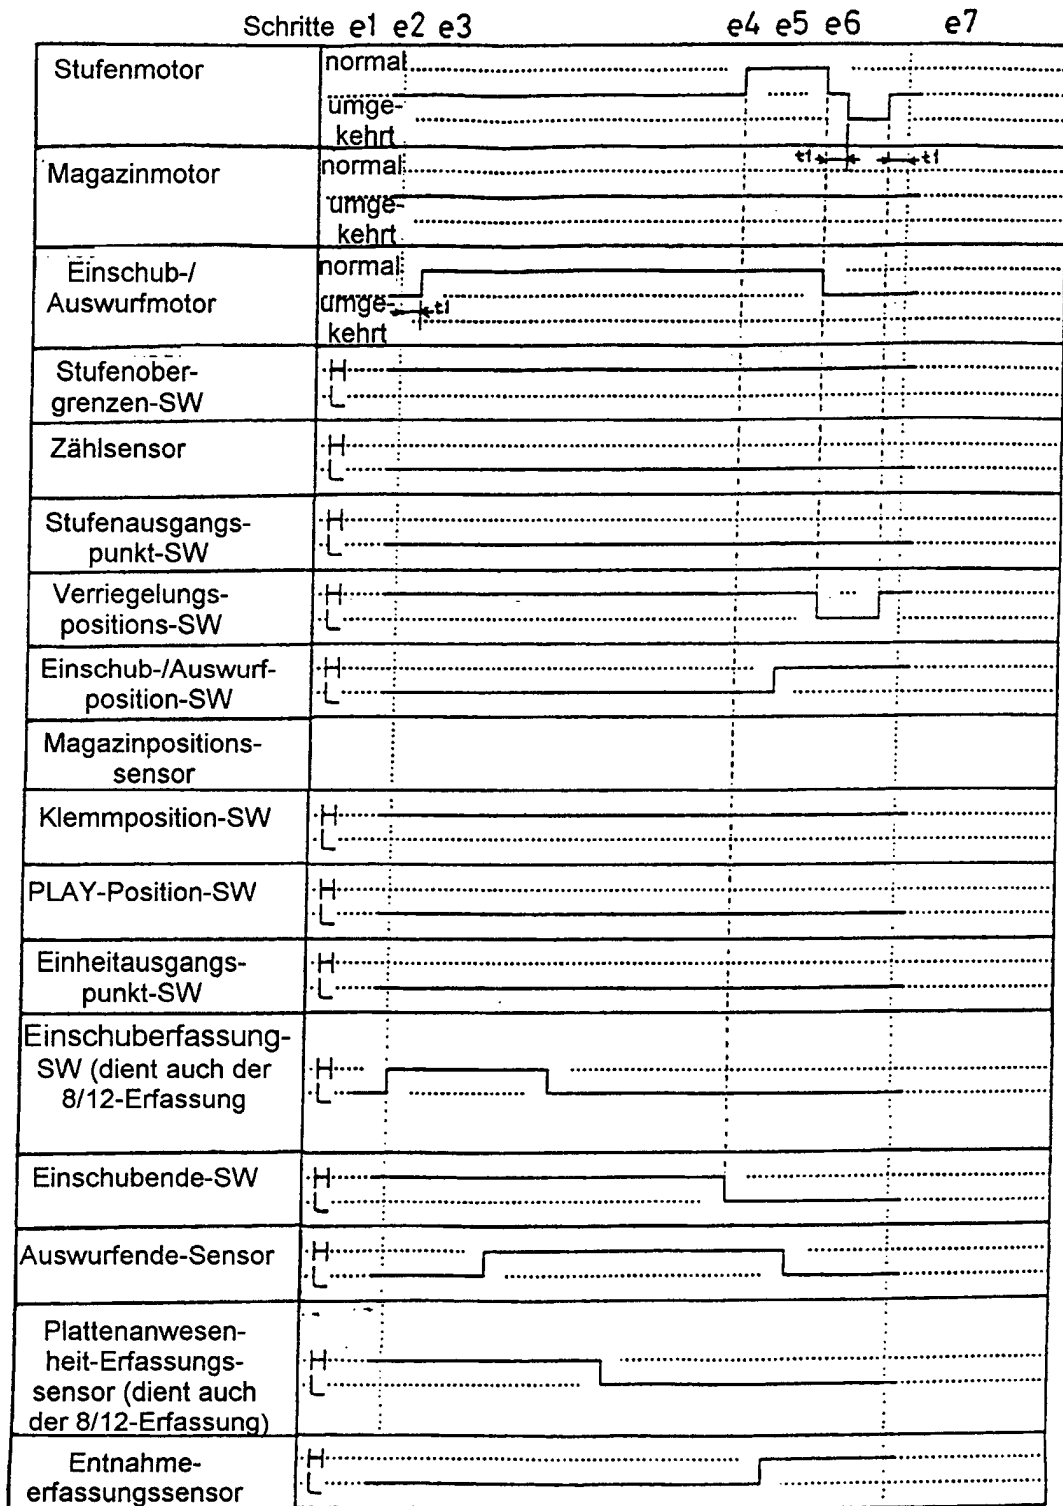 Schritte e1 e2 e3 e4 e5 e6 e7
Stufenmotor
normal
umge-
kehrt
t1
t1
Magazinmotor
normal
umge-
kehrt
Einschub-/
Auswurfmotor
normal
umge-
kehrt
t1
Stufenober-
grenzen-SW
H
L
Zählsensor
H
L
Stufenausgangs-
punkt-SW
H
L
Verriegelungs-
positions-SW
H
L
Einschub-/Auswurf-
position-SW
H
L
Magazinpositions-
sensor
Klemmposition-SW
H
L
PLAY-Position-SW
H
L
Einheitausgangs-
punkt-SW
H
L
Einschuberfassung-
SW (dient auch der
8/12-Erfassung
H
L
Einschubende-SW
H
L
Auswurfende-Sensor
H
L
Plattenanwesen-
heit-Erfassungs-
sensor (dient auch
der 8/12-Erfassung)
H
L
Entnahme-
erfassungssensor
H
L